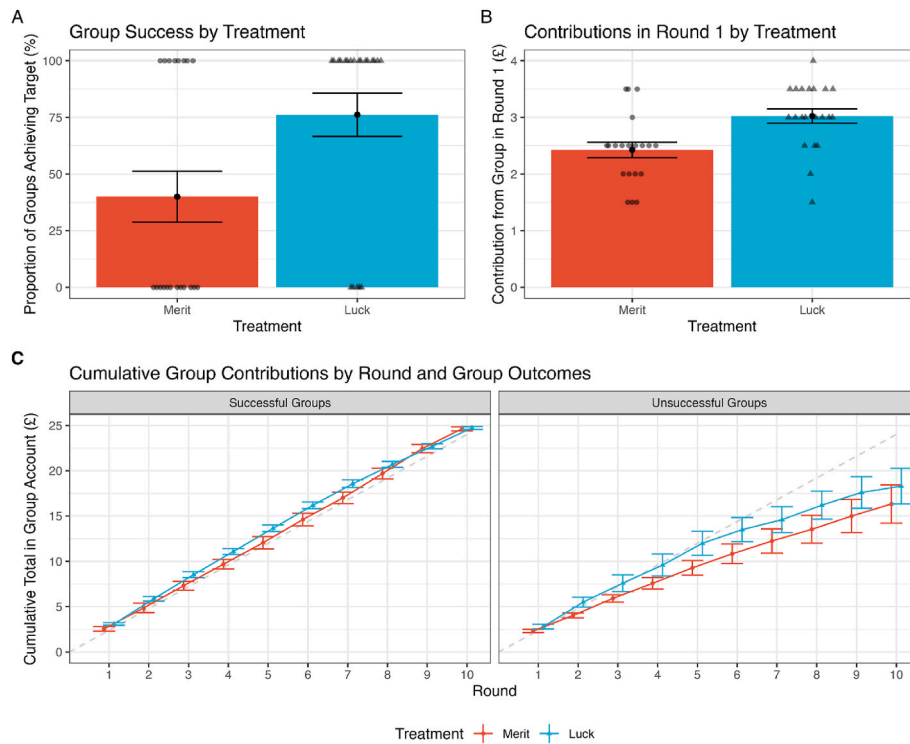 A
Group Success by Treatment
Proportion of Groups Achieving Target (%)
100
75
50
25
0
Merit
Luck
Treatment
B
Contributions in Round 1 by Treatment
Contribution from Group in Round 1 (£)
4
3
2
1
0
Merit
Luck
Treatment
C
Cumulative Group Contributions by Round and Group Outcomes
Successful Groups
Unsuccessful Groups
Cumulative Total in Group Account (£)
25
20
15
10
5
0
1 2 3 4 5 6 7 8 9 10
1 2 3 4 5 6 7 8 9 10
Round
Treatment Merit Luck